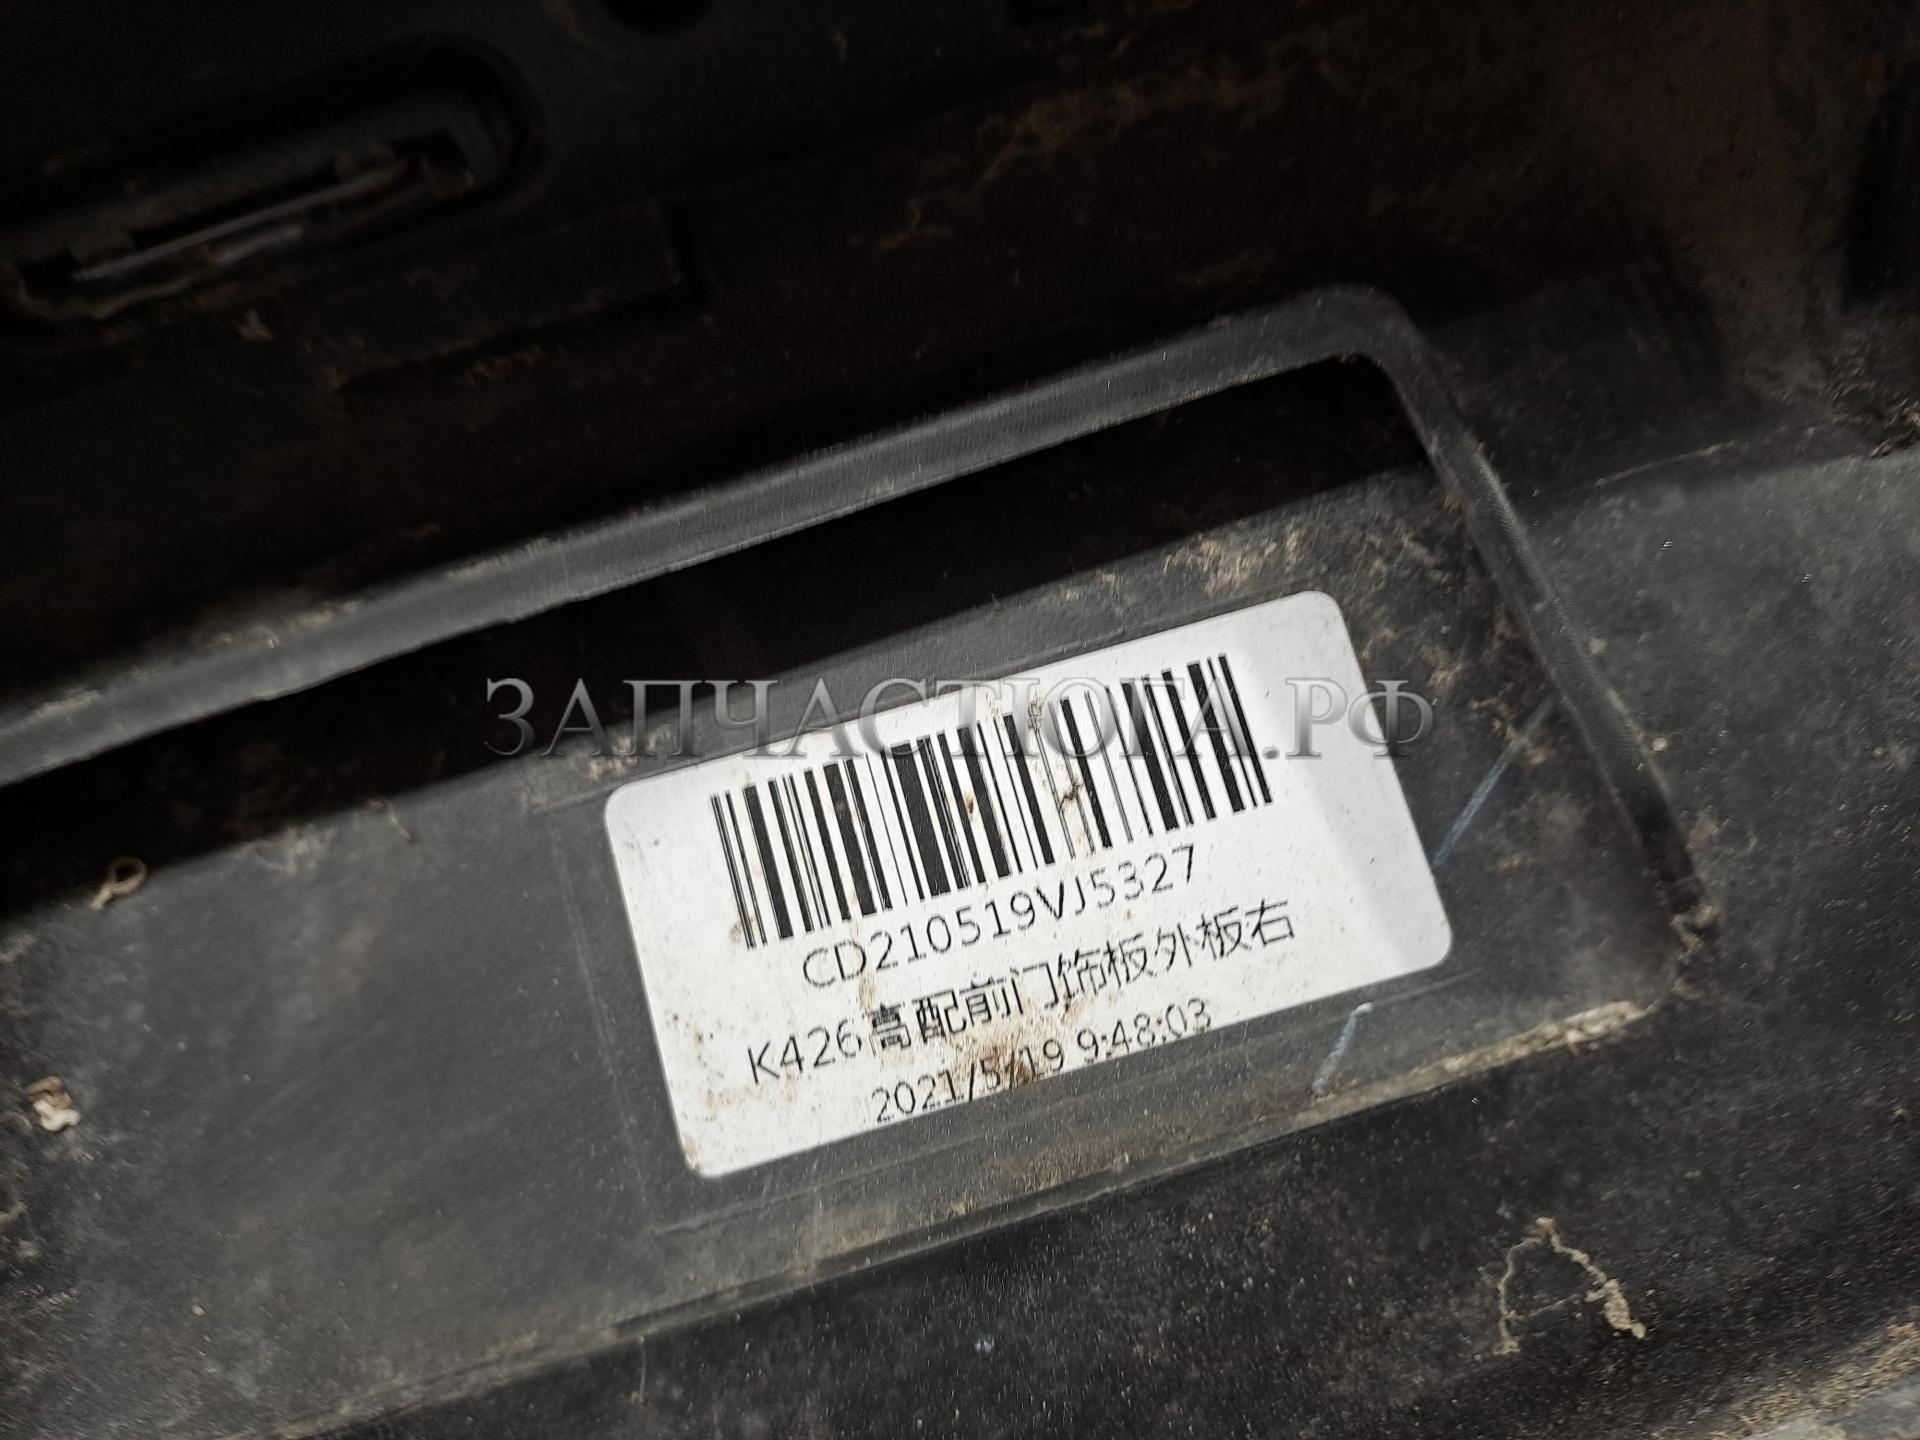 ЗАПЧАСТЮГА.РФ
CD210519VJ5327
K426高配前门饰板外板右
2021/5/19 9:48:03